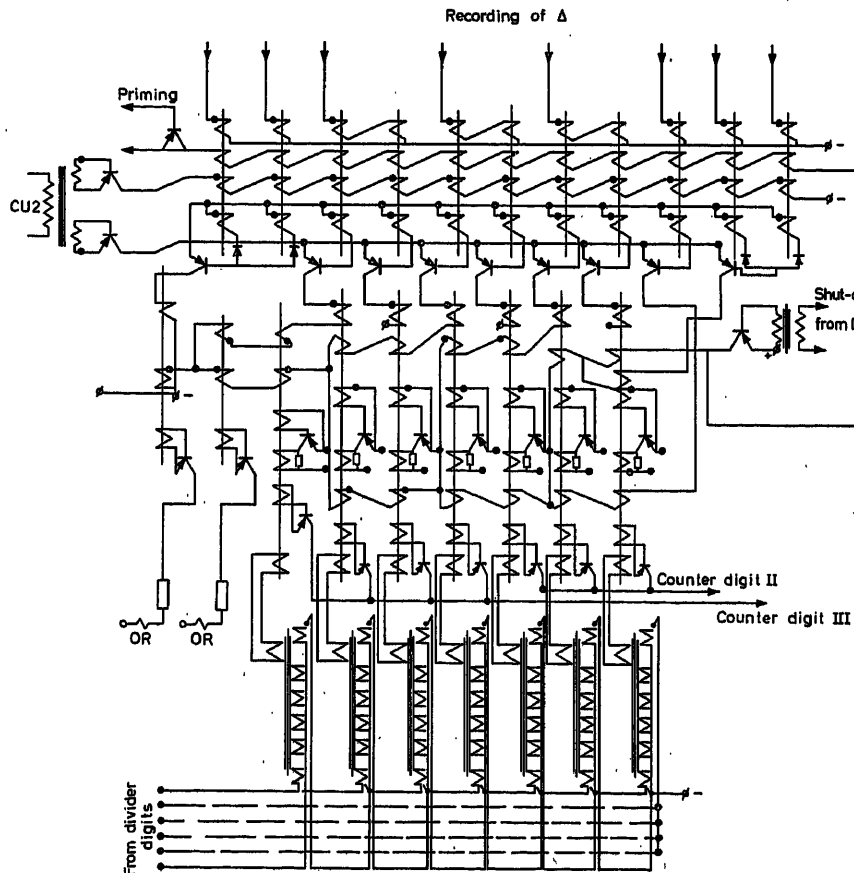 Recording of Δ
Priming
CU2
Shut-
from
Counter digit II
Counter digit III
OR
OR
From divider
digits